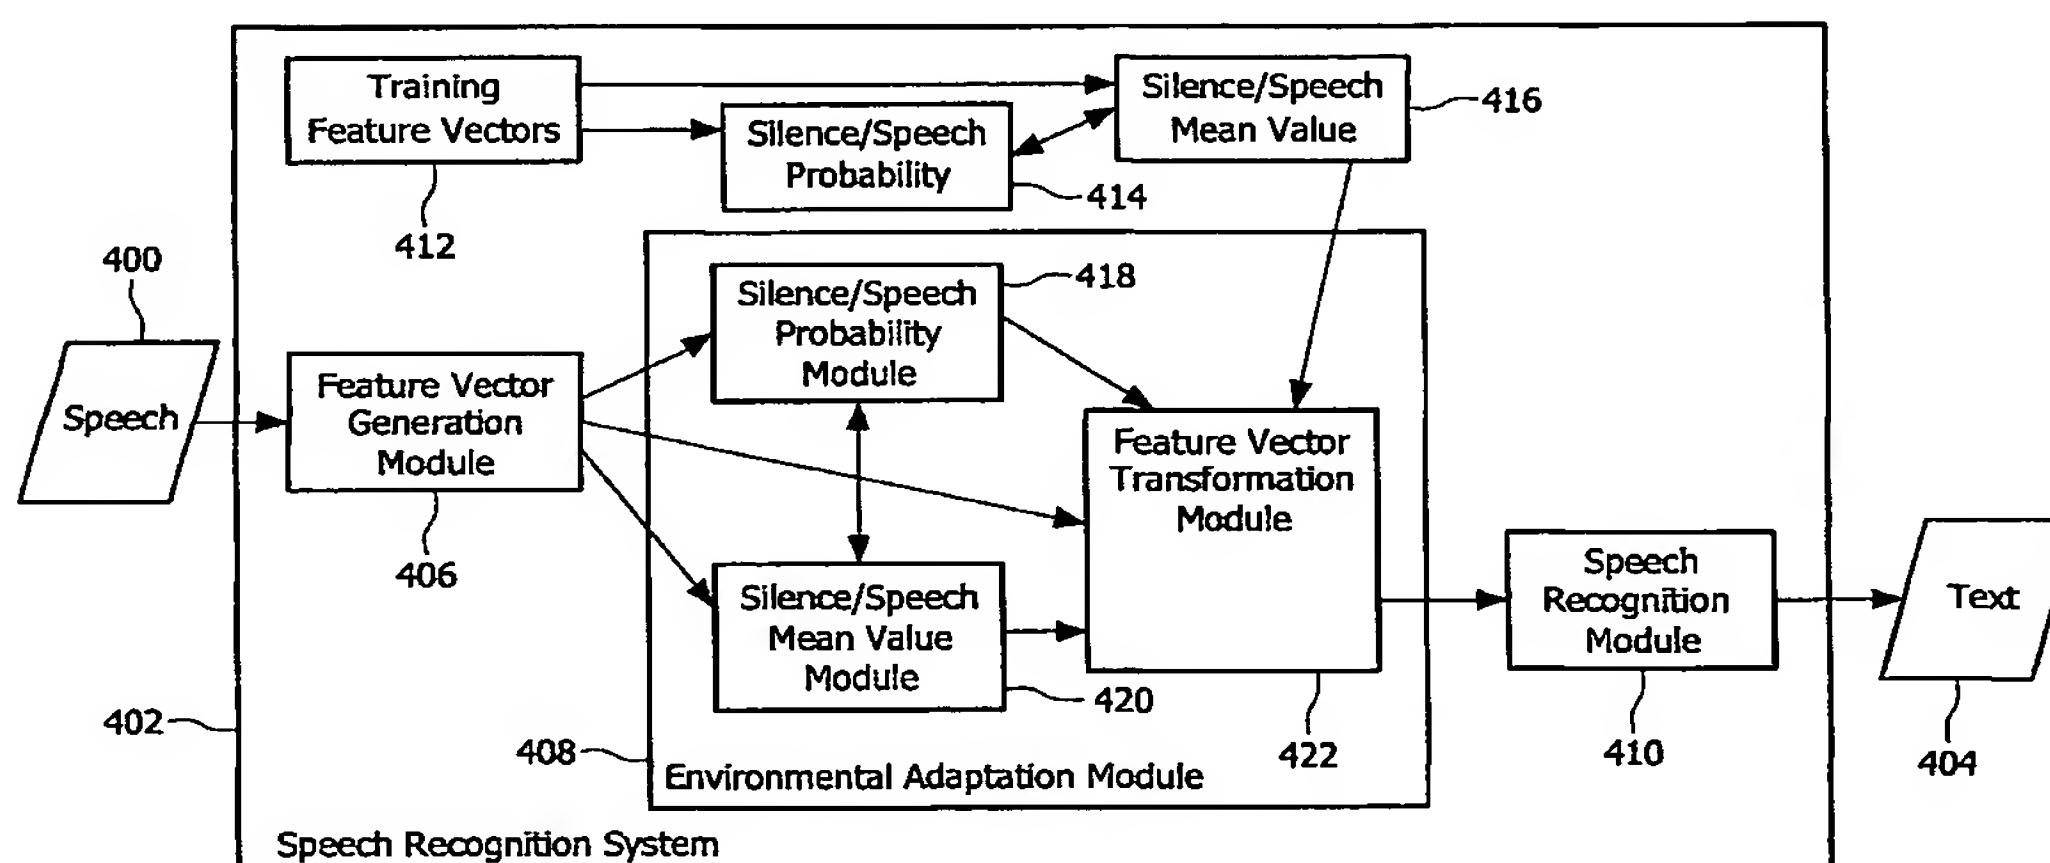 Training
Feature Vectors
412
Silence/Speech
Probability
414
Silence/Speech
Mean Value
416
400
Speech
Feature Vector
Generation
Module
406
Silence/Speech
Probability
Module
418
Silence/Speech
Mean Value
Module
420
Feature Vector
Transformation
Module
422
Speech
Recognition
Module
410
Text
404
402
408
Environmental Adaptation Module
Speech Recognition System